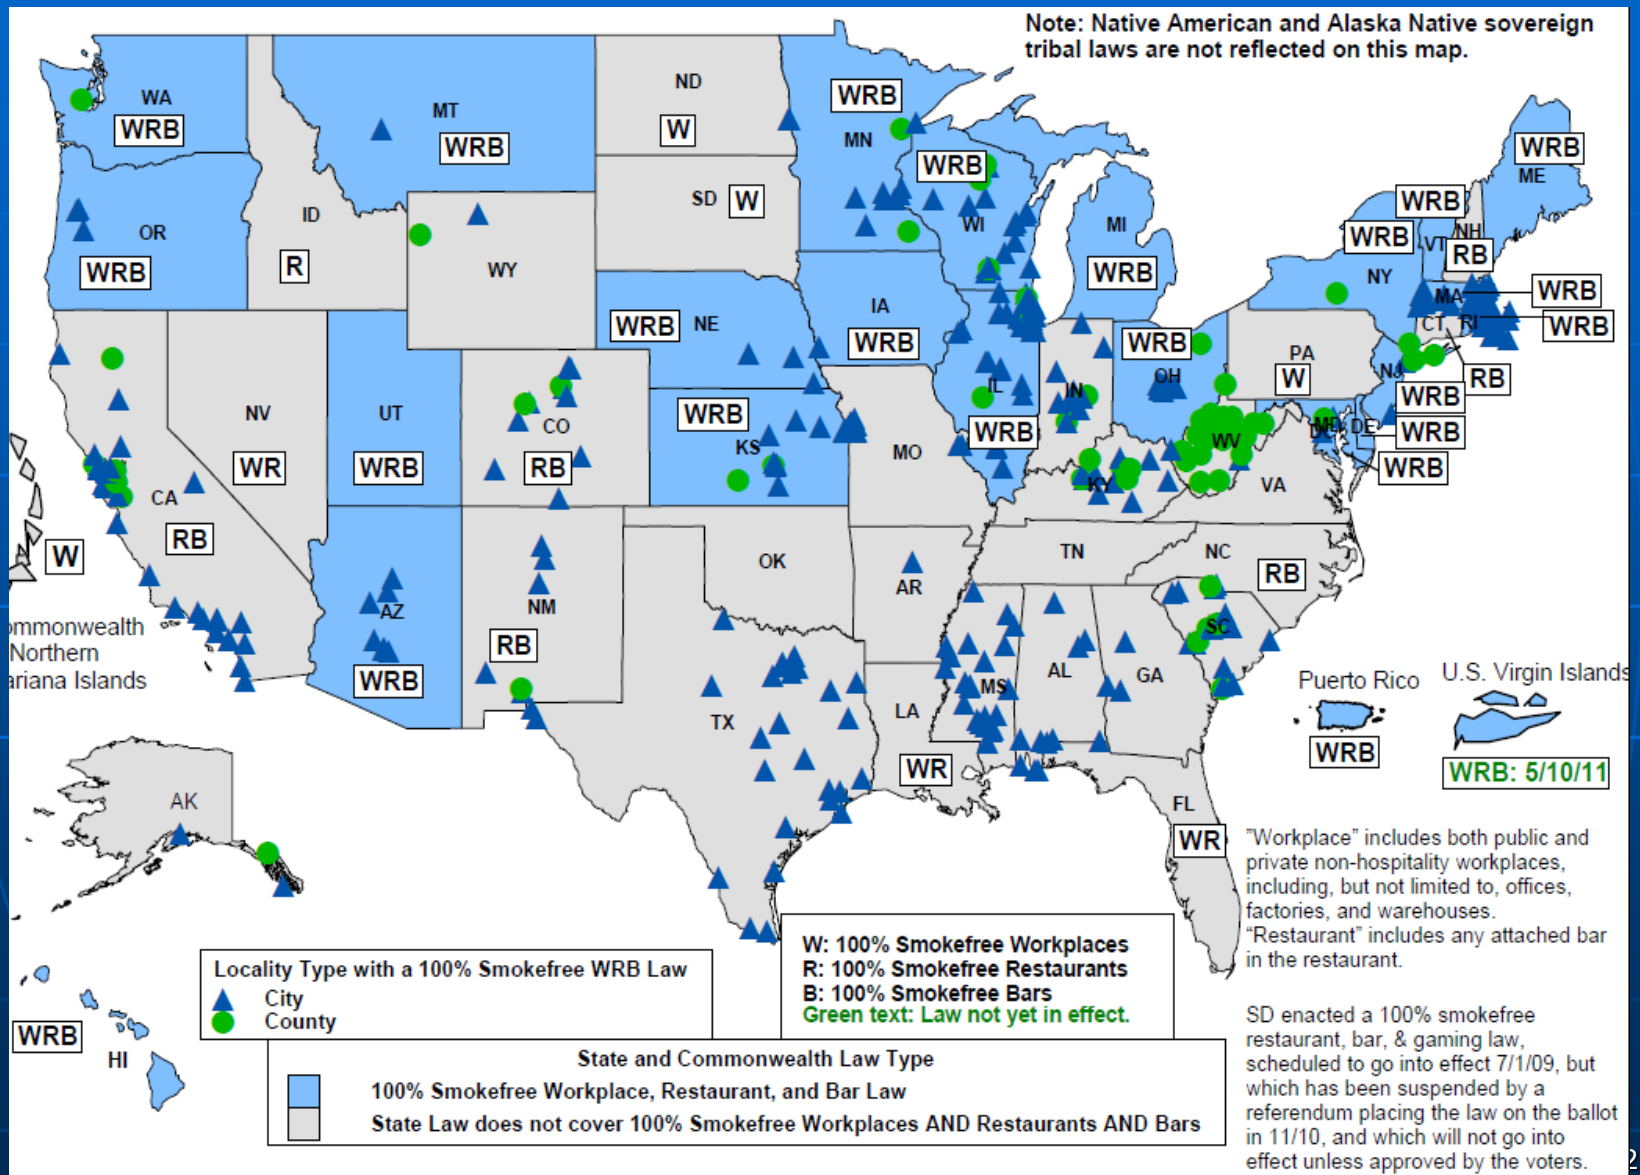 Note: Native American and Alaska Native sovereign
tribal laws are not reflected on this map.
WA
WRB
MT
WRB
ND
W
WRB
MN
WRB
WI
MI
WRB
WRB
ME
WRB
WRB
VT
NH
RB
NY
OR
WRB
ID
R
WY
SD
W
NE
WRB
IA
WRB
MA
WRB
CT
RI
WRB
RB
PA
W
NJ
WRB
OH
WRB
IN
IL
WRB
NV
WR
UT
WRB
CO
RB
WRB
KS
MO
WV
MD
DC
DE
WRB
WRB
VA
KY
CA
RB
W
ommonwealth
Northern
ariana Islands
AZ
WRB
NM
RB
OK
AR
TN
NC
RB
SC
MS
AL
GA
TX
LA
WR
FL
WR
Puerto Rico
WRB
U.S. Virgin Islands
WRB: 5/10/11
AK
HI
WRB
"Workplace" includes both public and
private non-hospitality workplaces,
including, but not limited to, offices,
factories, and warehouses.
“Restaurant” includes any attached bar
in the restaurant.
SD enacted a 100% smokefree
restaurant, bar, & gaming law,
scheduled to go into effect 7/1/09, but
which has been suspended by a
referendum placing the law on the ballot
in 11/10, and which will not go into
effect unless approved by the voters.
Locality Type with a 100% Smokefree WRB Law
City
County
W: 100% Smokefree Workplaces
R: 100% Smokefree Restaurants
B: 100% Smokefree Bars
Green text: Law not yet in effect.
State and Commonwealth Law Type
100% Smokefree Workplace, Restaurant, and Bar Law
State Law does not cover 100% Smokefree Workplaces AND Restaurants AND Bars
2